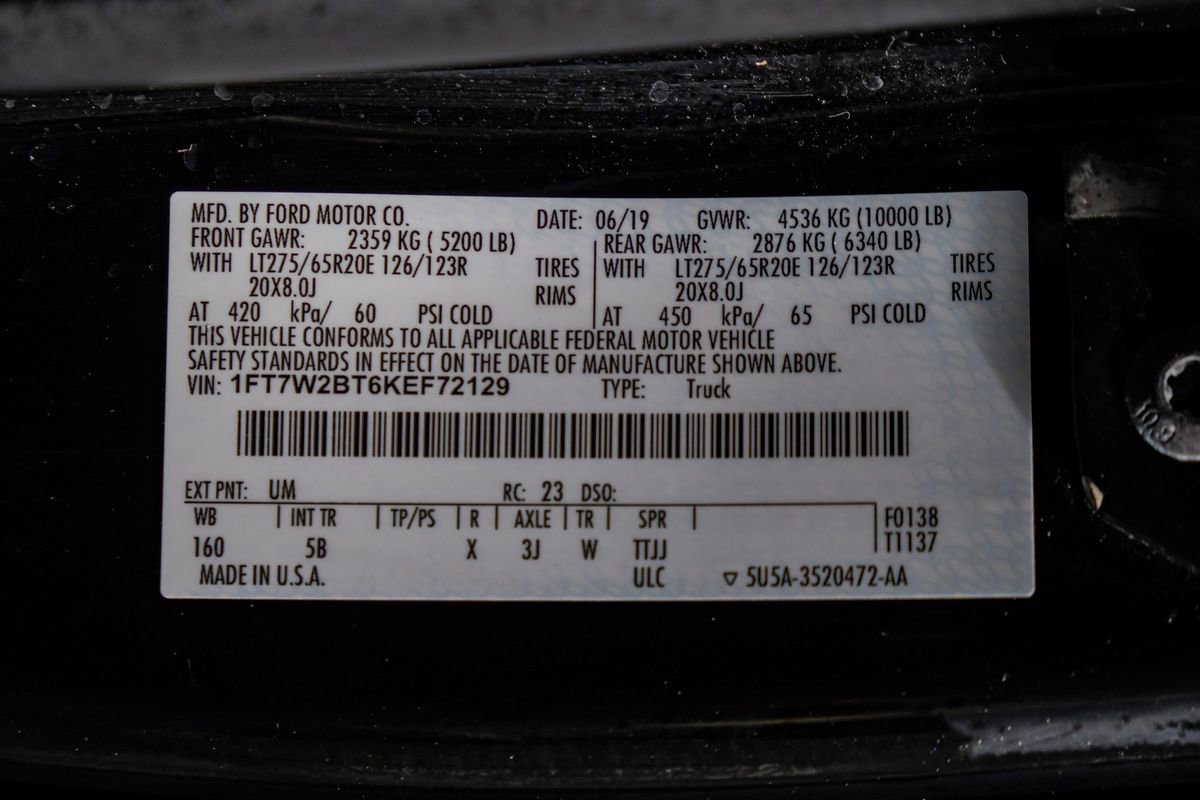 MFD. BY FORD MOTOR CO. DATE: 06/19 GVWR: 4536 KG (10000 LB)
FRONT GAWR: 2359 KG ( 5200 LB) REAR GAWR: 2876 KG ( 6340 LB)
WITH LT275/65R20E 126/123R TIRES WITH LT275/65R20E 126/123R TIRES
20X8.0J RIMS 20X8.0J RIMS
AT 420 kPa/ 60 PSI COLD AT 450 kPa/ 65 PSI COLD
THIS VEHICLE CONFORMS TO ALL APPLICABLE FEDERAL MOTOR VEHICLE
SAFETY STANDARDS IN EFFECT ON THE DATE OF MANUFACTURE SHOWN ABOVE.
VIN: 1FT7W2BT6KEF72129 TYPE: Truck
EXT PNT: UM RC: 23 DSO:
WB INT TR TP/PS R AXLE TR SPR F0138
160 5B X 3J W TTJJ T1137
MADE IN U.S.A. ULC ▽ 5U5A-3520472-AA